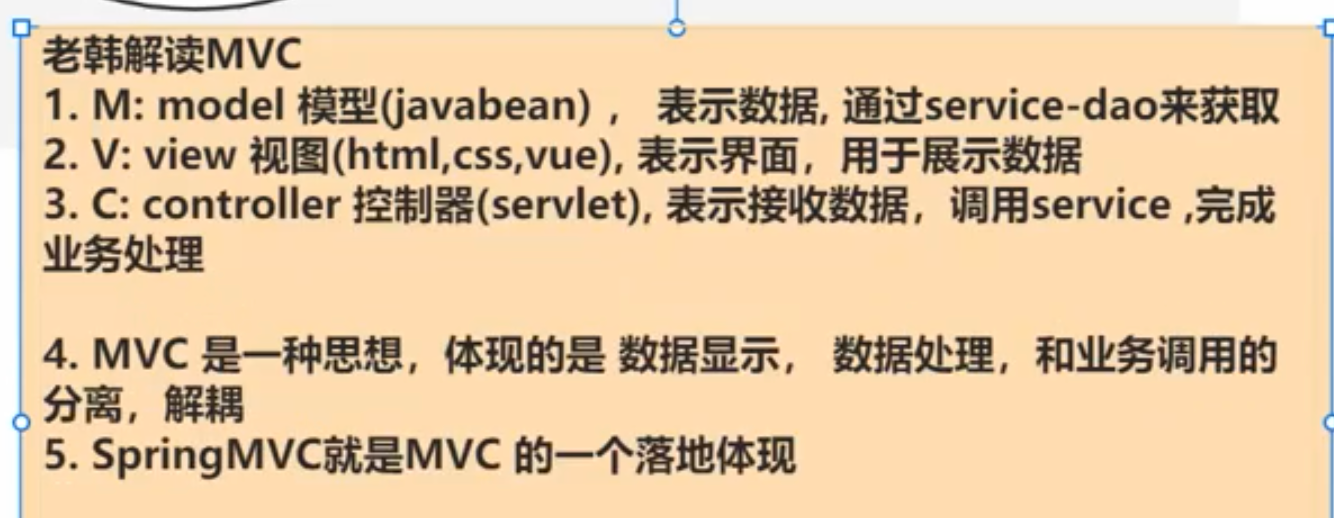 老韩解读MVC
1. M: model 模型(javabean) ， 表示数据, 通过service-dao来获取
2. V: view 视图(html,css,vue), 表示界面，用于展示数据
3. C: controller 控制器(servlet), 表示接收数据，调用service ,完成
业务处理
4. MVC 是一种思想，体现的是 数据显示， 数据处理，和业务调用的
分离，解耦
5. SpringMVC就是MVC 的一个落地体现